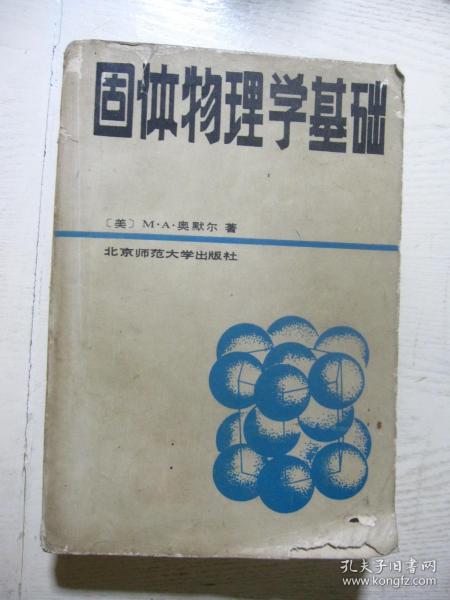 固体物理学基础
〔美〕M·A·奥默尔 著
北京师范大学出版社
孔夫子旧书网
www.kongfz.com